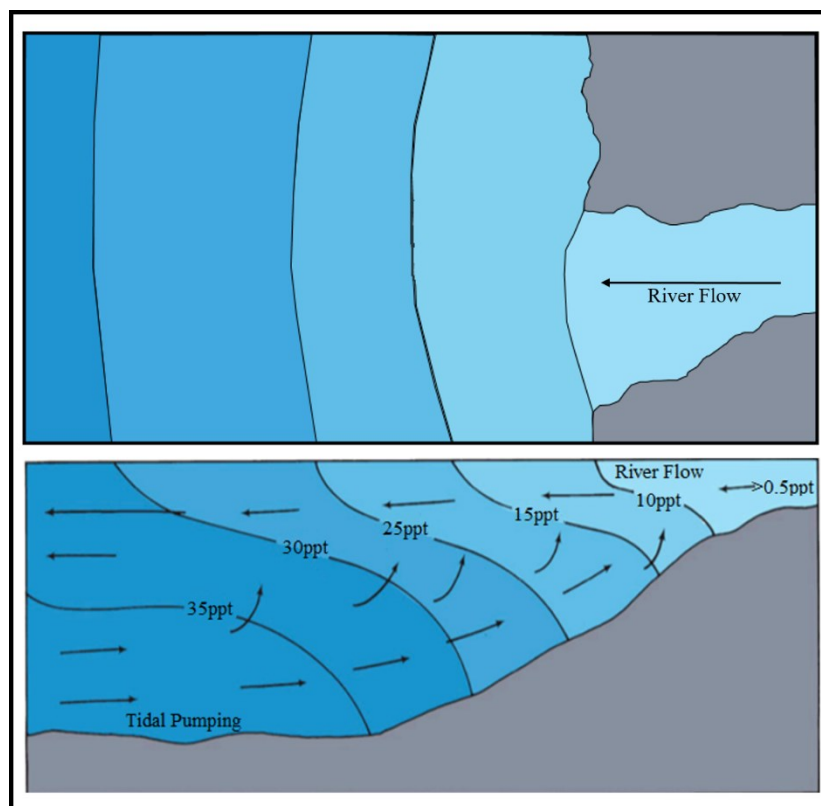 River Flow
River Flow
>0.5ppt
10ppt
15ppt
25ppt
30ppt
35ppt
Tidal Pumping